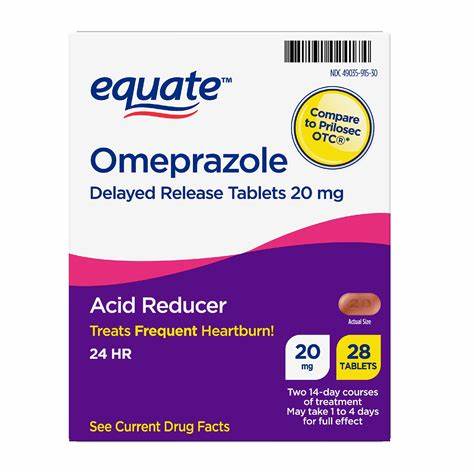 NDC 49035-915-30
equate™
Compare
to Prilosec
OTC®*
Omeprazole
Delayed Release Tablets 20 mg
Acid Reducer
Treats Frequent Heartburn!
24 HR
20
Actual Size
20
mg
28
TABLETS
Two 14-day courses
of treatment
May take 1 to 4 days
for full effect
See Current Drug Facts